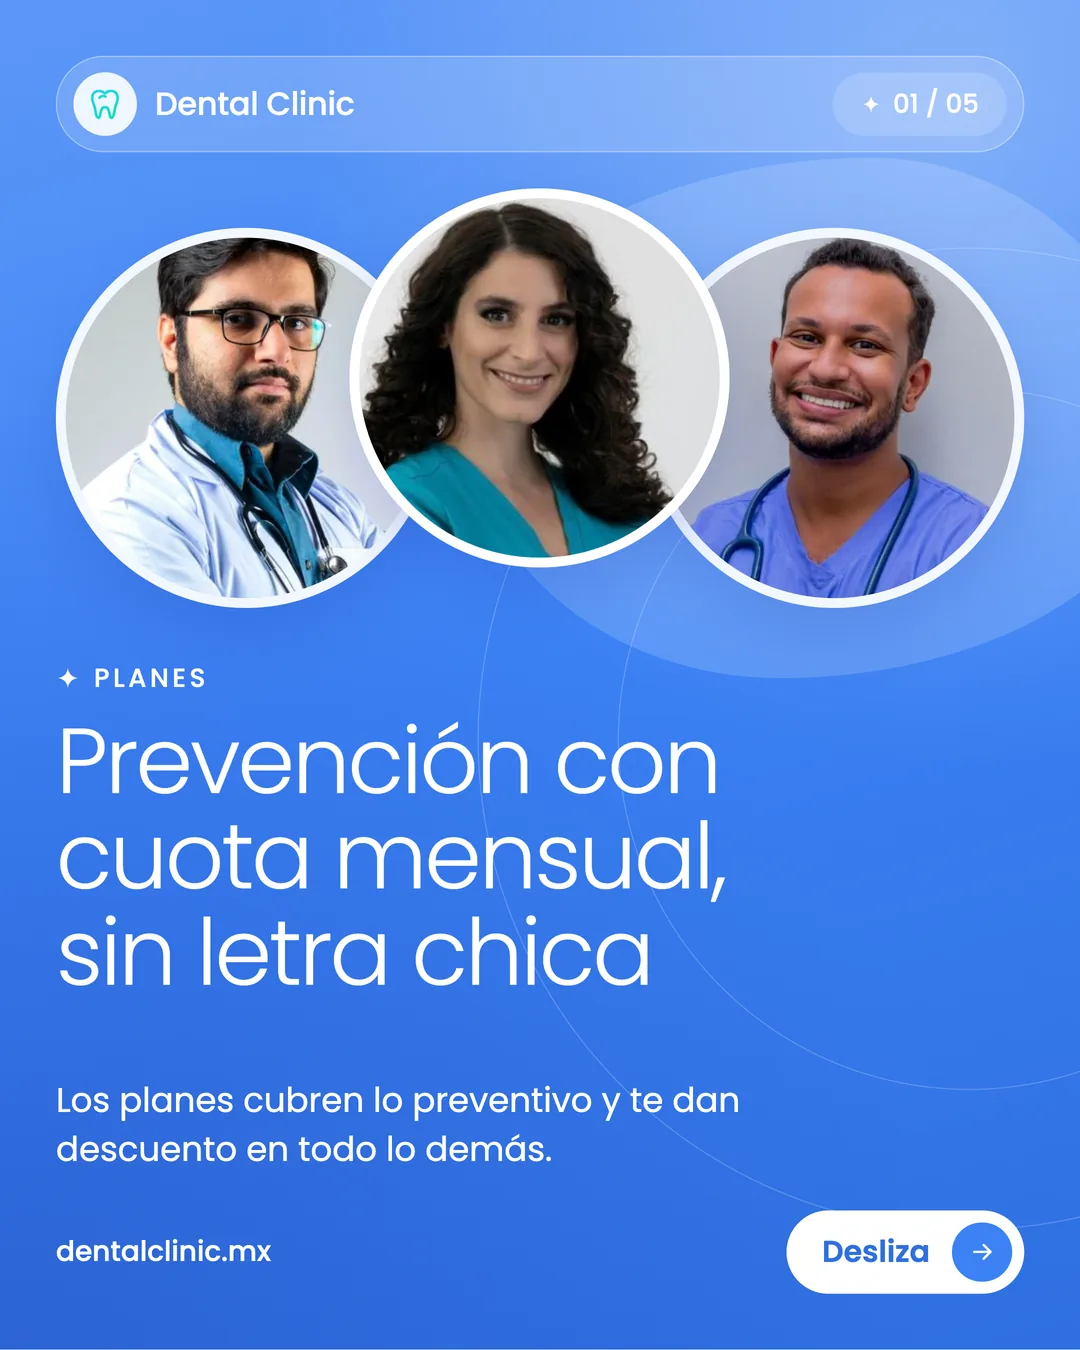 Dental Clinic
✦ 01 / 05
✦ PLANES
Prevención con
cuota mensual,
sin letra chica
Los planes cubren lo preventivo y te dan
descuento en todo lo demás.
dentalclinic.mx
Desliza →